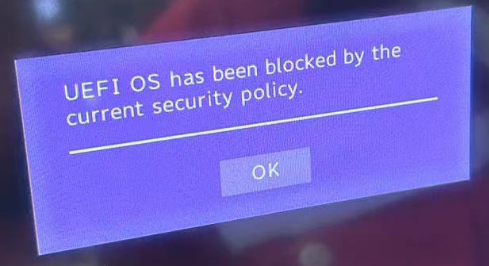 UEFI OS has been blocked by the
current security policy.
OK